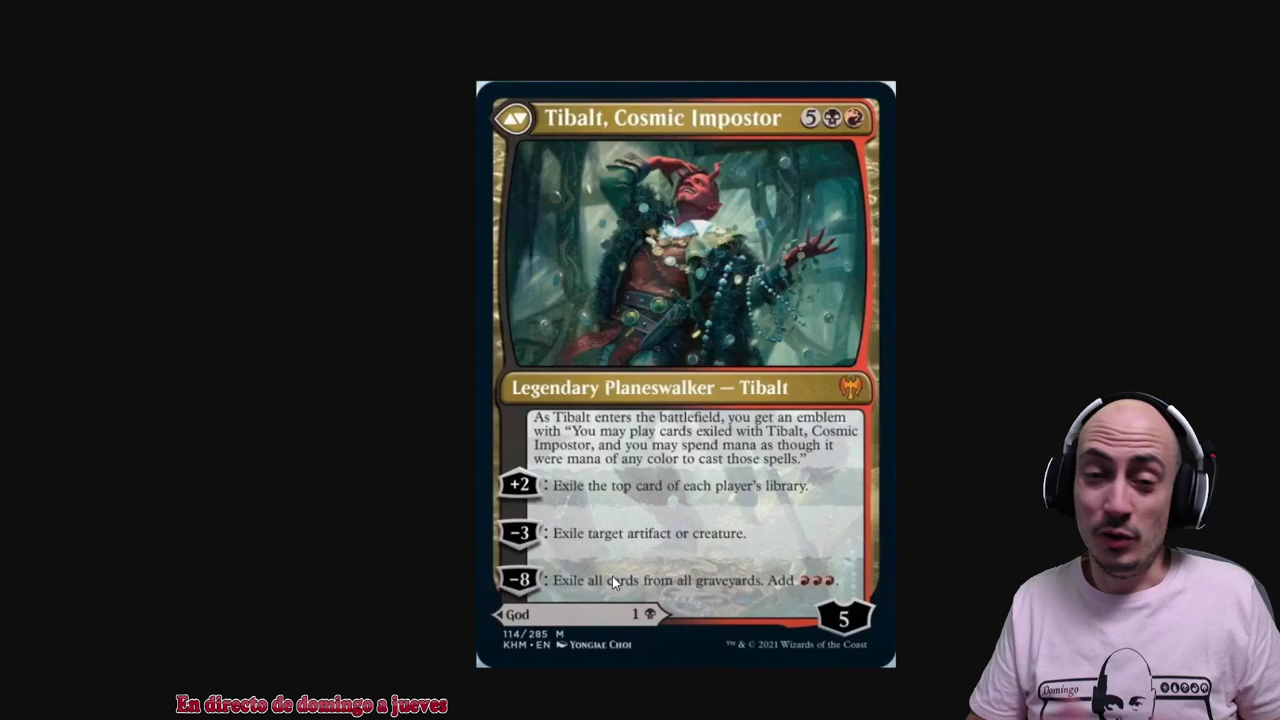 Tibalt, Cosmic Impostor 5
Legendary Planeswalker — Tibalt
As Tibalt enters the battlefield, you get an emblem
with “You may play cards exiled with Tibalt, Cosmic
Impostor, and you may spend mana as though it
were mana of any color to cast those spells.”
+2 : Exile the top card of each player’s library.
−3 : Exile target artifact or creature.
−8 : Exile all cards from all graveyards. Add
God 1
5
114/285 M
KHM • EN YONGJAE CHOI
™ & © 2021 Wizards of the Coast
Domingo
En directo de domingo a jueves